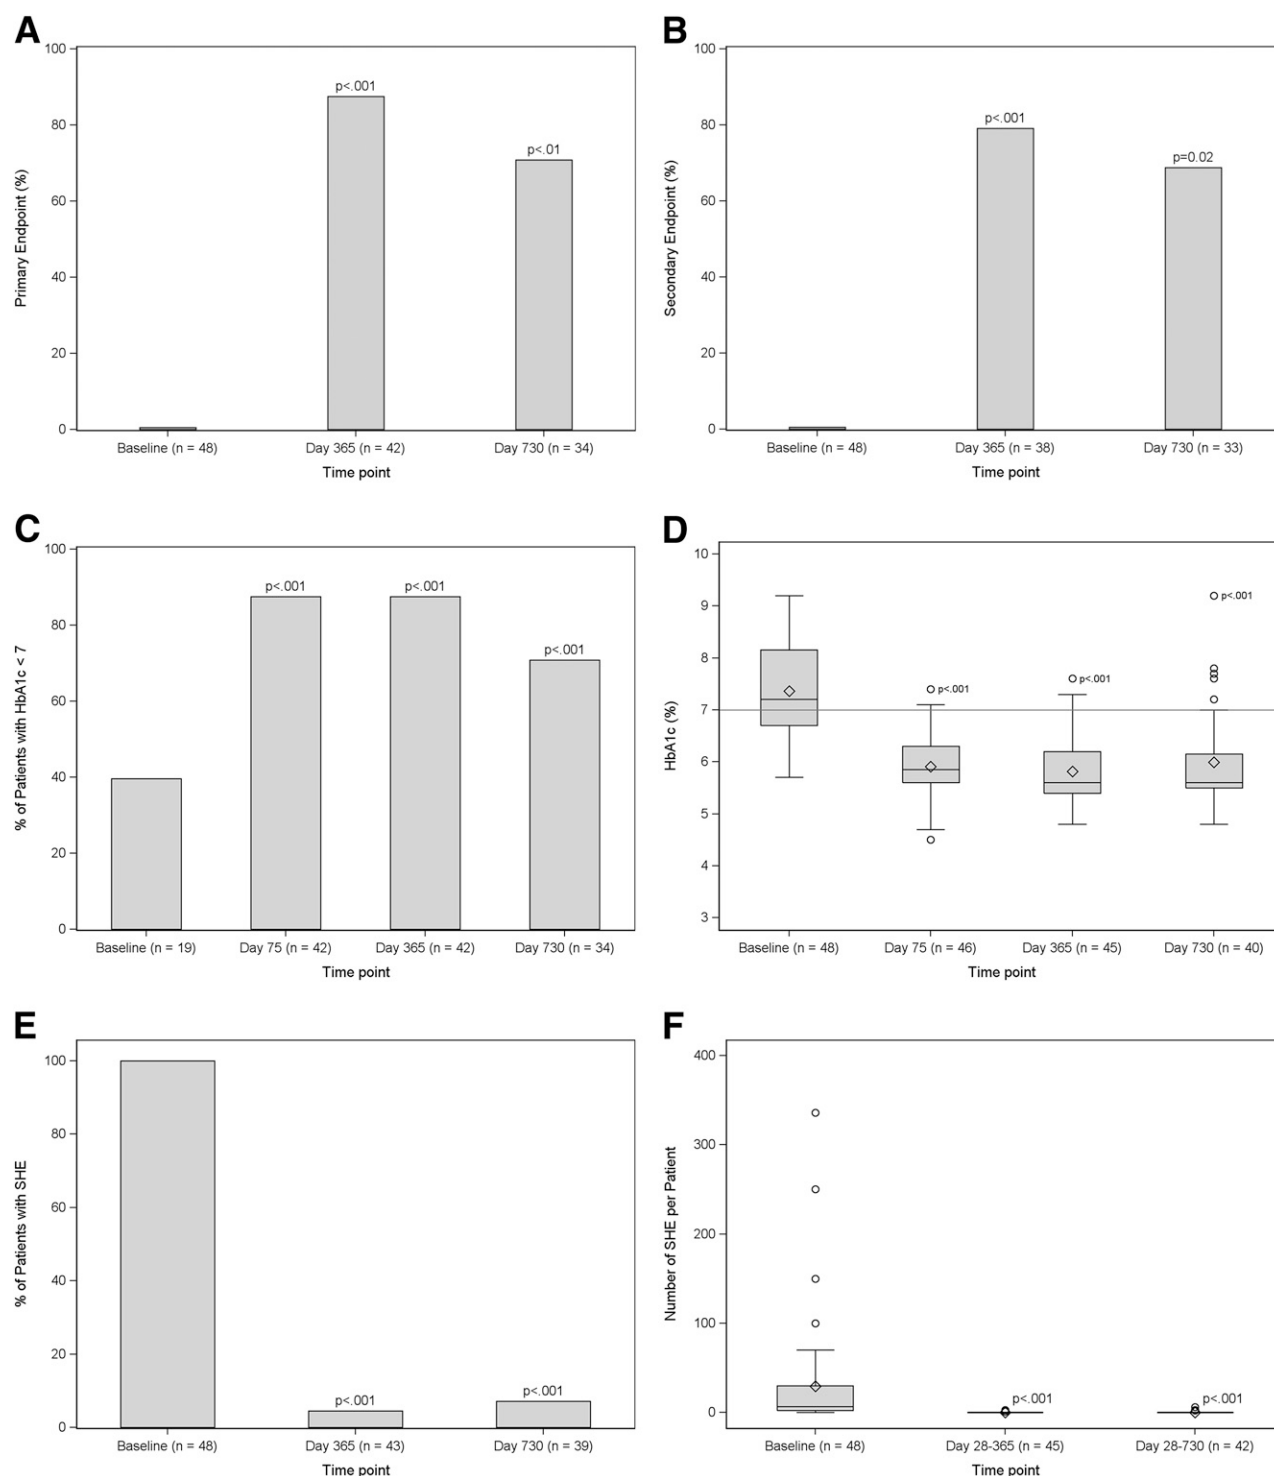 A
Primary Endpoint (%)
100
80
60
40
20
0
p<.001
p<.01
Baseline (n = 48)
Day 365 (n = 42)
Day 730 (n = 34)
Time point
B
Secondary Endpoint (%)
100
80
60
40
20
0
p<.001
p=0.02
Baseline (n = 48)
Day 365 (n = 38)
Day 730 (n = 33)
Time point
C
% of Patients with HbA1c < 7
100
80
60
40
20
0
p<.001
p<.001
p<.001
Baseline (n = 19)
Day 75 (n = 42)
Day 365 (n = 42)
Day 730 (n = 34)
Time point
D
HbA1c (%)
10
9
8
7
6
5
4
3
p<.001
p<.001
p<.001
Baseline (n = 48)
Day 75 (n = 46)
Day 365 (n = 45)
Day 730 (n = 40)
Time point
E
% of Patients with SHE
100
80
60
40
20
0
p<.001
p<.001
Baseline (n = 48)
Day 365 (n = 43)
Day 730 (n = 39)
Time point
F
Number of SHE per Patient
400
300
200
100
0
p<.001
p<.001
Baseline (n = 48)
Day 28-365 (n = 45)
Day 28-730 (n = 42)
Time point